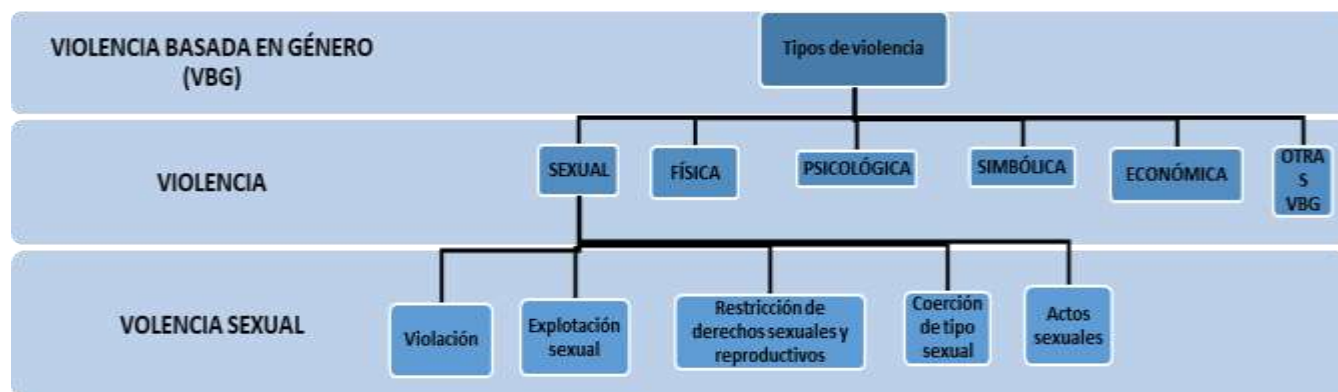 VIOLENCIA BASADA EN GÉNERO
(VBG)
Tipos de violencia
VIOLENCIA
SEXUAL
FÍSICA
PSICOLÓGICA
SIMBÓLICA
ECONÓMICA
OTRA
S
VBG
VOLENCIA SEXUAL
Violación
Explotación
sexual
Restricción de
derechos sexuales y
reproductivos
Coerción
de tipo
sexual
Actos
sexuales